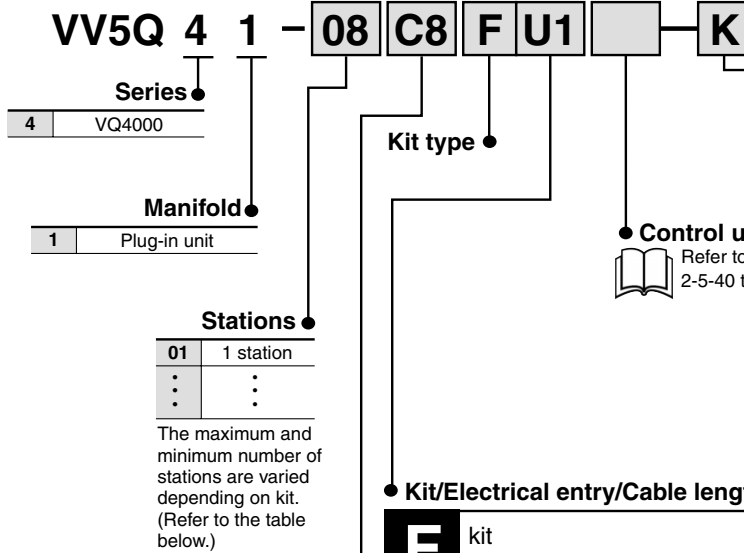 VV5Q 4 1 - 08 C8 F U1 - K
Series
4 VQ4000
Kit type
Manifold
1 Plug-in unit
Control u
Refer to
2-5-40 t
Stations
01 1 station
The maximum and
minimum number of
stations are varied
depending on kit.
(Refer to the table
below.)
Kit/Electrical entry/Cable lengt
kit